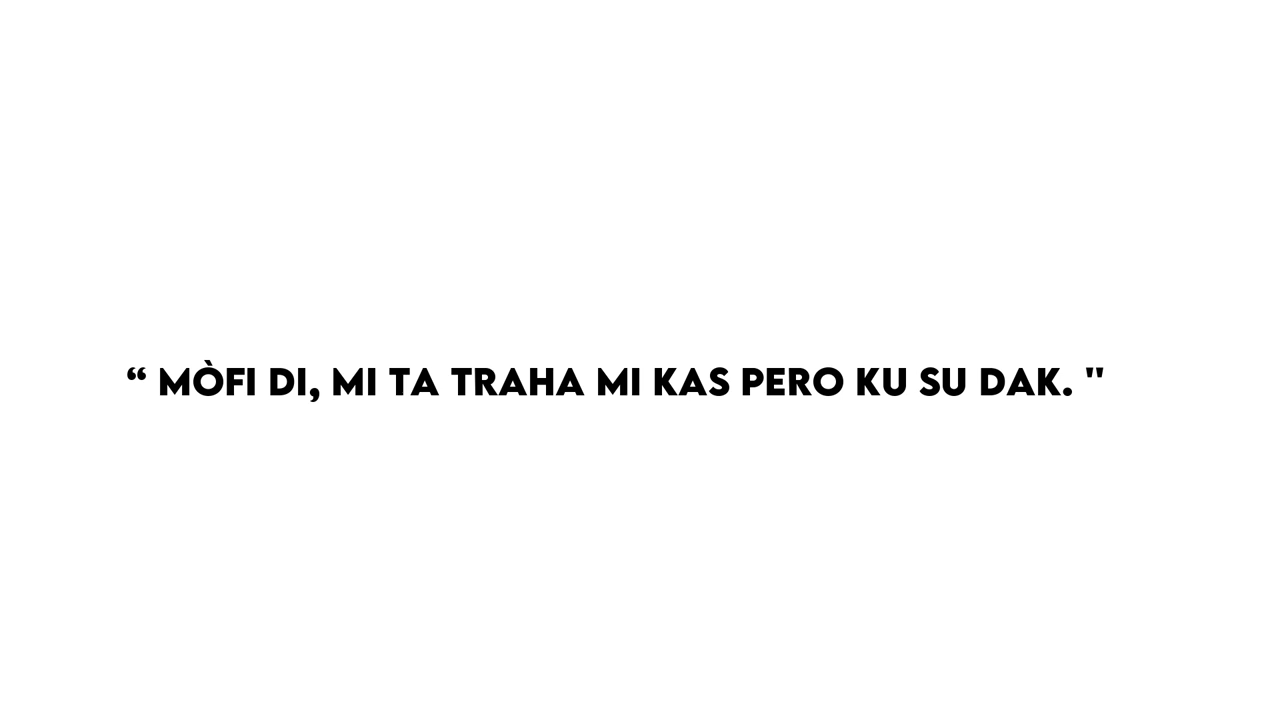 “ MÒFI DI, MI TA TRAHA MI KAS PERO KU SU DAK. "